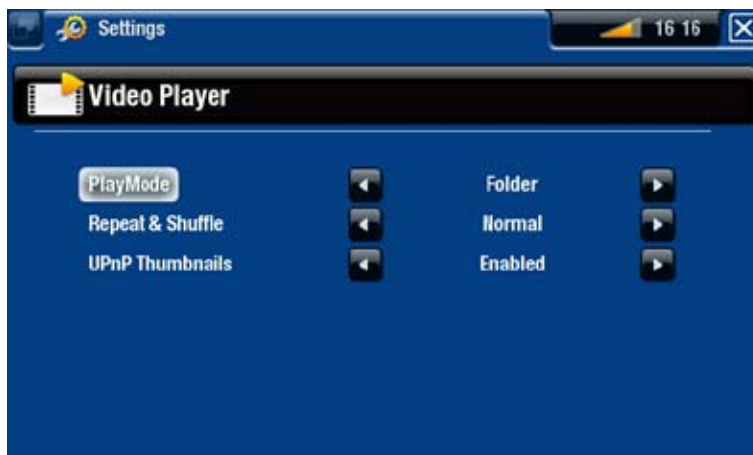 Settings
16 16
Video Player
PlayMode Folder
Repeat & Shuffle Normal
UPnP Thumbnails Enabled